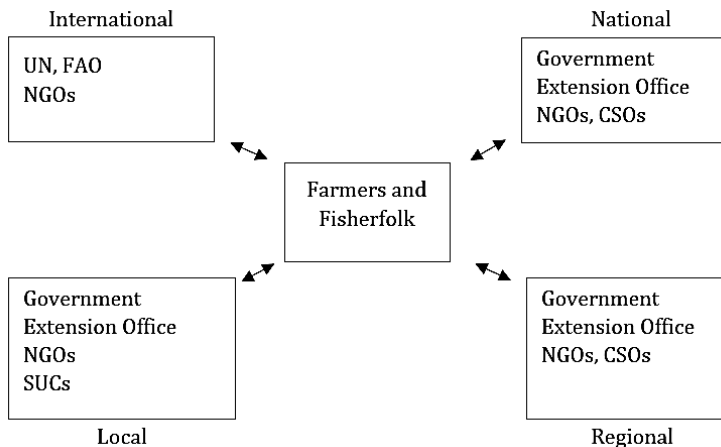 International
UN, FAO
NGOs
National
Government
Extension Office
NGOs, CSOs
Farmers and
Fisherfolk
Government
Extension Office
NGOs
SUCs
Local
Government
Extension Office
NGOs, CSOs
Regional